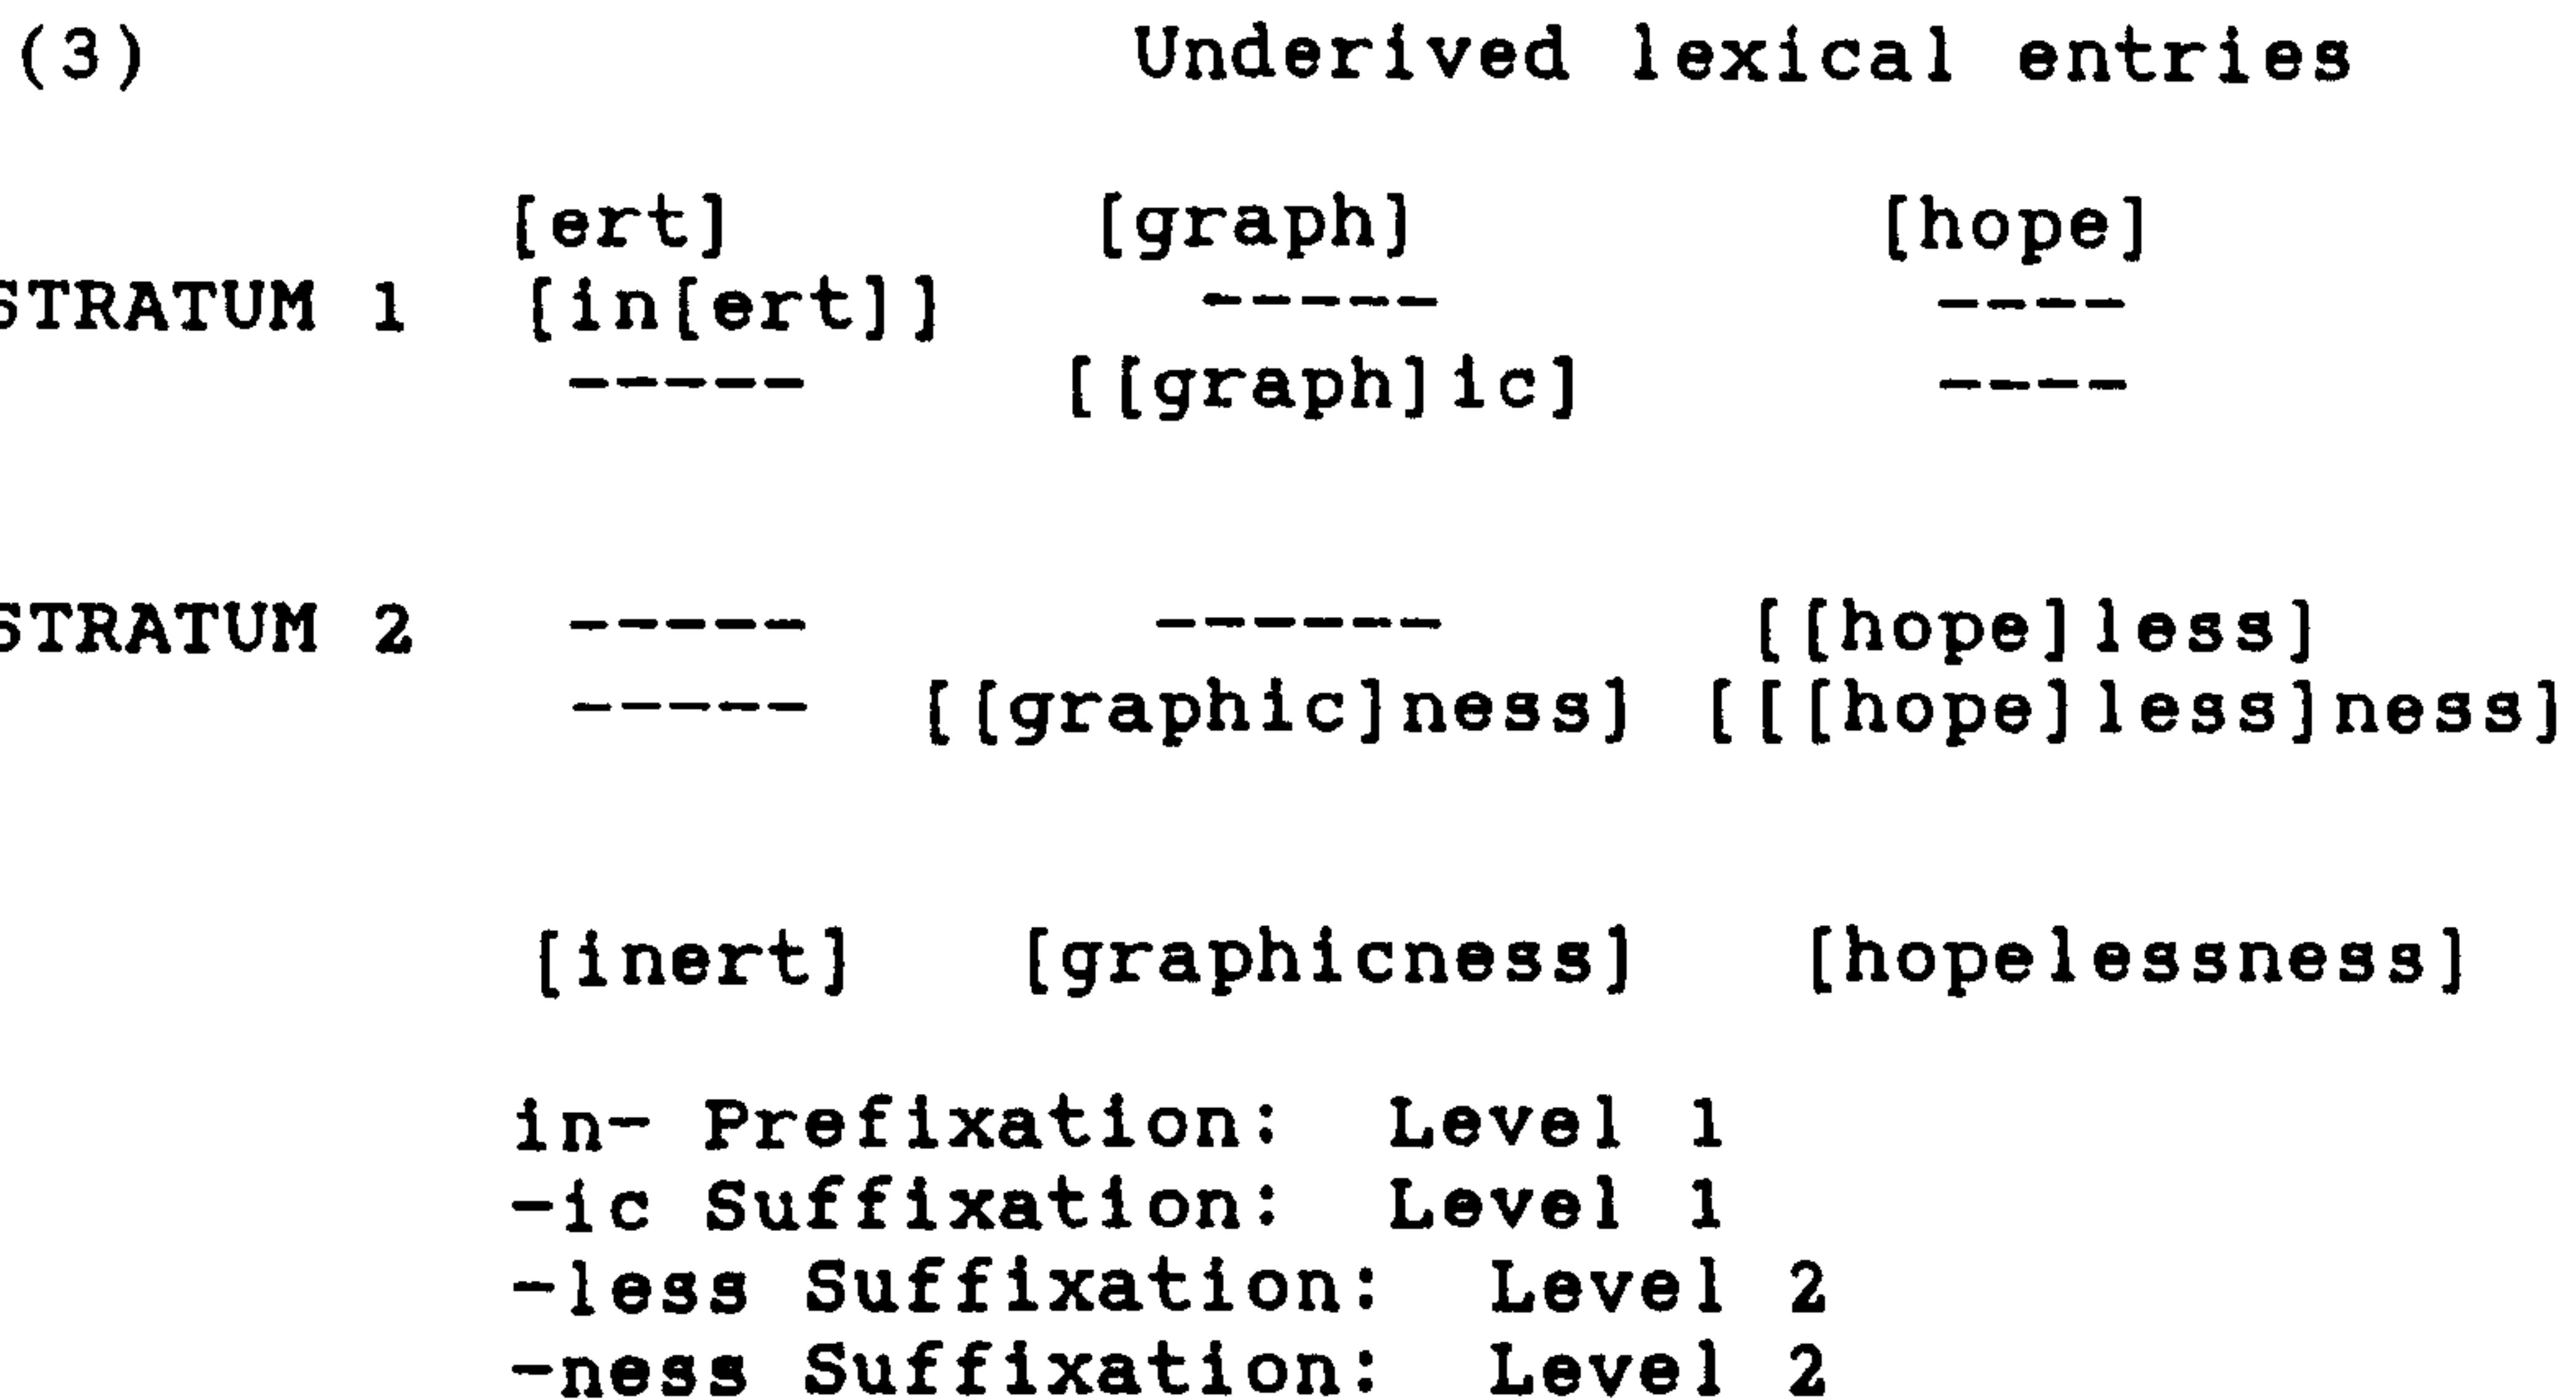 (3) Underived lexical entries
[ert] [graph] [hope]
STRATUM 1 [in[ert]] ----- ----
----- [[graph]ic] ----
STRATUM 2 ----- ------ [[hope]less]
----- [[graphic]ness] [[[hope]less]ness]
[inert] [graphicness] [hopelessness]
in- Prefixation: Level 1
-ic Suffixation: Level 1
-less Suffixation: Level 2
-ness Suffixation: Level 2